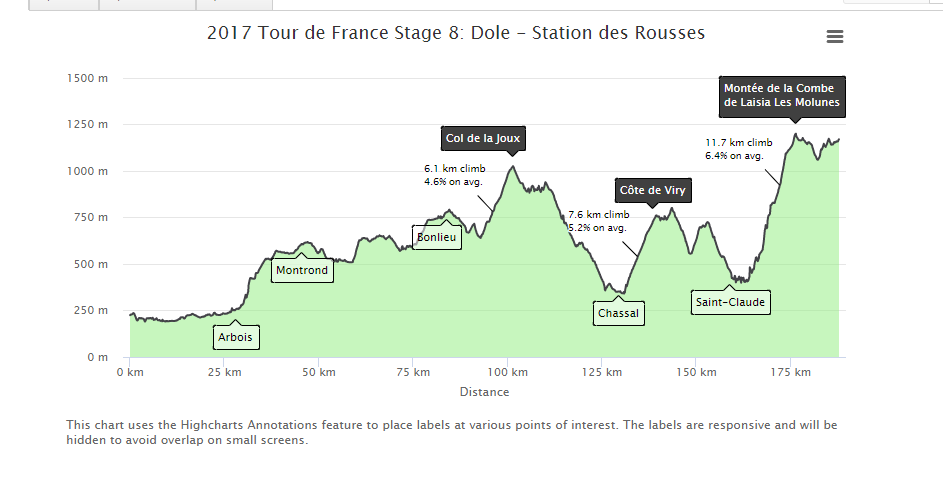 2017 Tour de France Stage 8: Dole - Station des Rousses
1500 m
1250 m
1000 m
750 m
500 m
250 m
0 m
Montée de la Combe
de Laisia Les Molunes
Col de la Joux
11.7 km climb
6.4% on avg.
6.1 km climb
4.6% on avg.
Côte de Viry
7.6 km climb
5.2% on avg.
Bonlieu
Montrond
Saint-Claude
Chassal
Arbois
0 km
25 km
50 km
75 km
100 km
125 km
150 km
175 km
Distance
This chart uses the Highcharts Annotations feature to place labels at various points of interest. The labels are responsive and will be
hidden to avoid overlap on small screens.